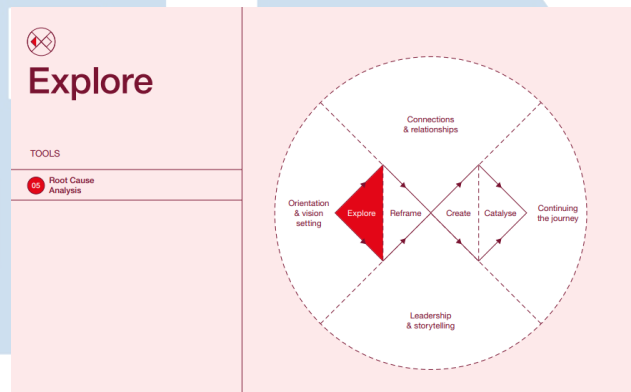 Explore
TOOLS
05 Root Cause
Analysis
Connections
& relationships
Orientation
& vision
setting
Explore
Reframe
Create
Catalyse
Continuing
the journey
Leadership
& storytelling